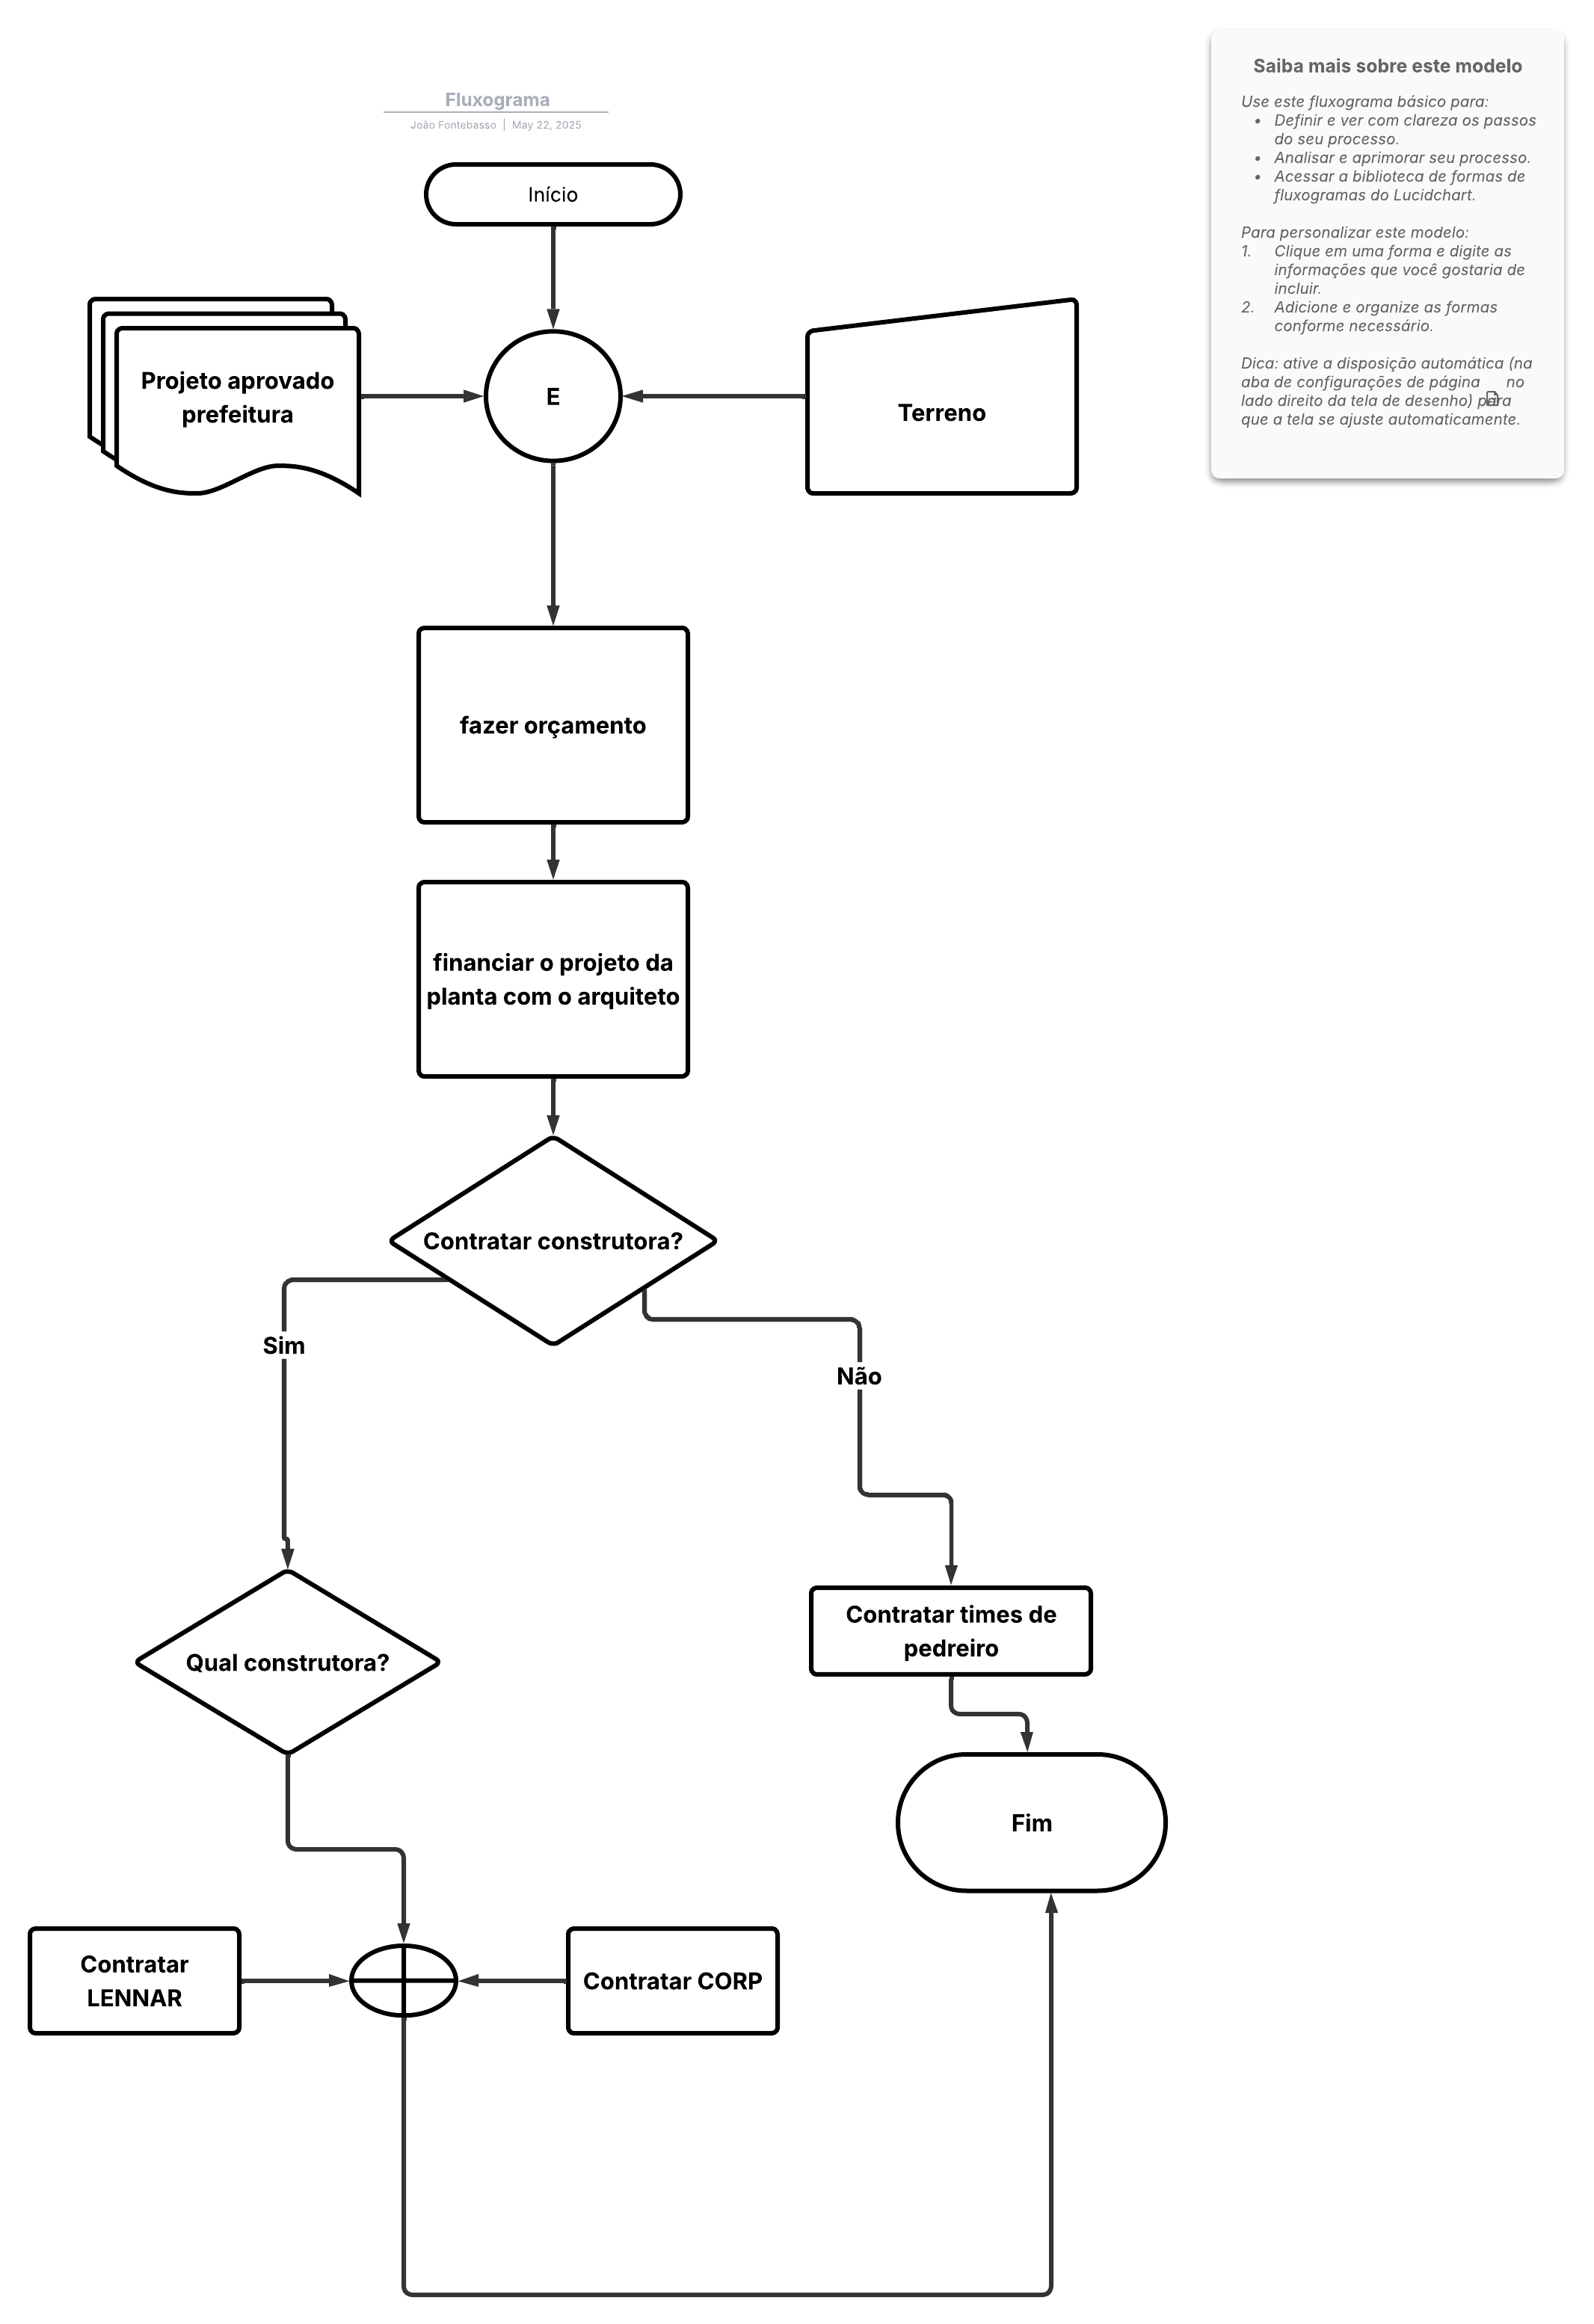 Fluxograma
João Fontebasso | May 22, 2025
Saiba mais sobre este modelo
Use este fluxograma básico para:
• Definir e ver com clareza os passos
do seu processo.
• Analisar e aprimorar seu processo.
• Acessar a biblioteca de formas de
fluxogramas do Lucidchart.
Para personalizar este modelo:
1. Clique em uma forma e digite as
informações que você gostaria de
incluir.
2. Adicione e organize as formas
conforme necessário.
Dica: ative a disposição automática (na
aba de configurações de página no
lado direito da tela de desenho) para
que a tela se ajuste automaticamente.
Início
Projeto aprovado
prefeitura
E
Terreno
fazer orçamento
financiar o projeto da
planta com o arquiteto
Contratar construtora?
Sim
Não
Contratar times de
pedreiro
Qual construtora?
Fim
Contratar
LENNAR
Contratar CORP